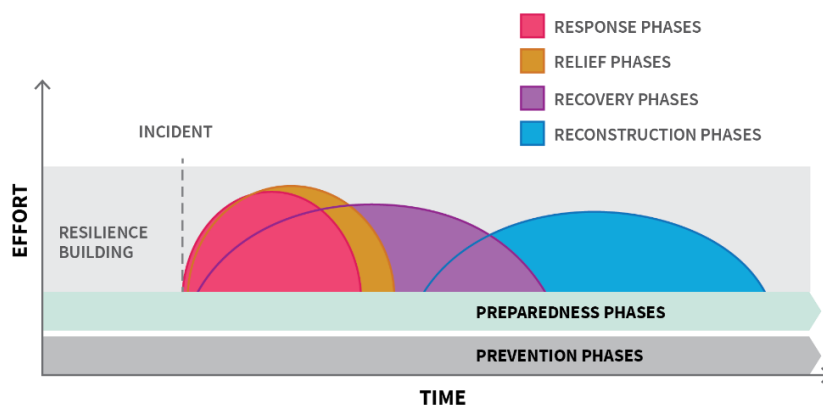 RESPONSE PHASES
RELIEF PHASES
RECOVERY PHASES
RECONSTRUCTION PHASES
INCIDENT
EFFORT
RESILIENCE
BUILDING
PREPAREDNESS PHASES
PREVENTION PHASES
TIME